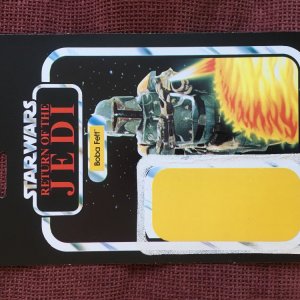 STAR WARS
RETURN OF THE
JEDI
Boba Fett